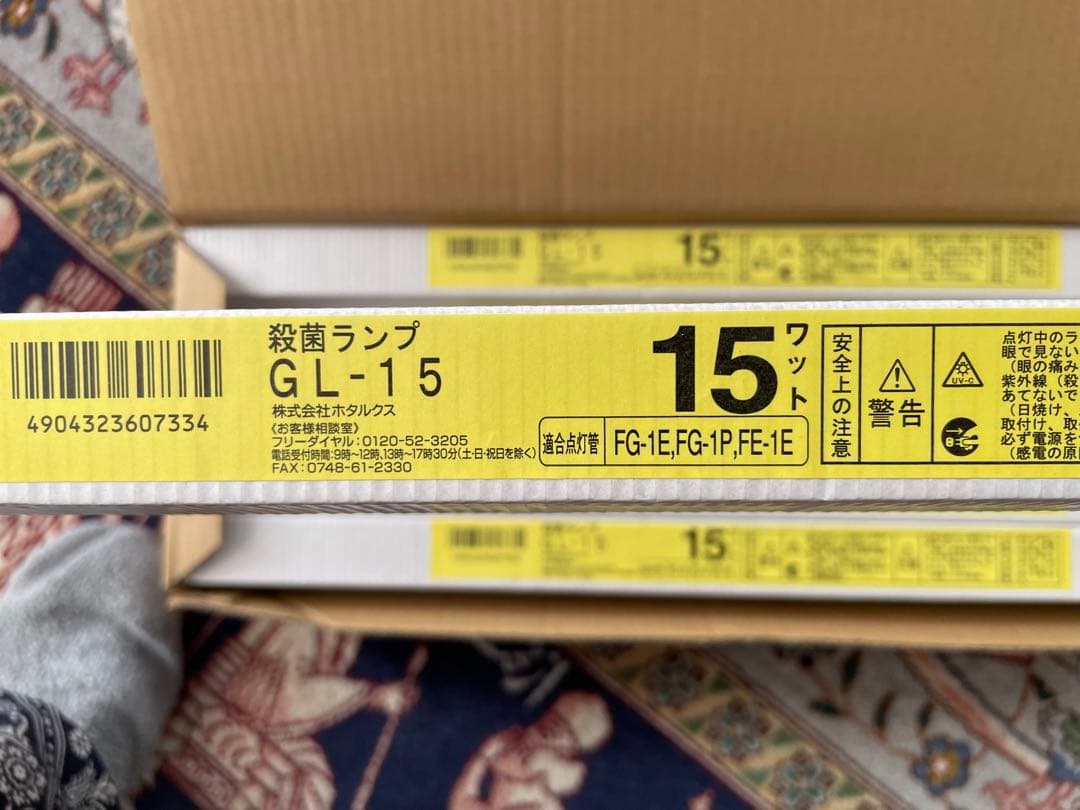 15
殺菌ランプ
GL-15
株式会社ホタルクス
《お客様相談室》
フリーダイヤル:0120-52-3205
電話受付時間:9時〜12時、13時〜17時30分(土・日・祝日を除く)
FAX:0748-61-2330
4904323607334
15ワット
適合点灯管
FG-1E,FG-1P,FE-1E
安全上の注意
警告
UV-C
点灯中のラ
眼で見ない
(眼の痛み
紫外線(殺
あてないで
(日焼け、
取付け、取
必ず電源を
(感電の原
15